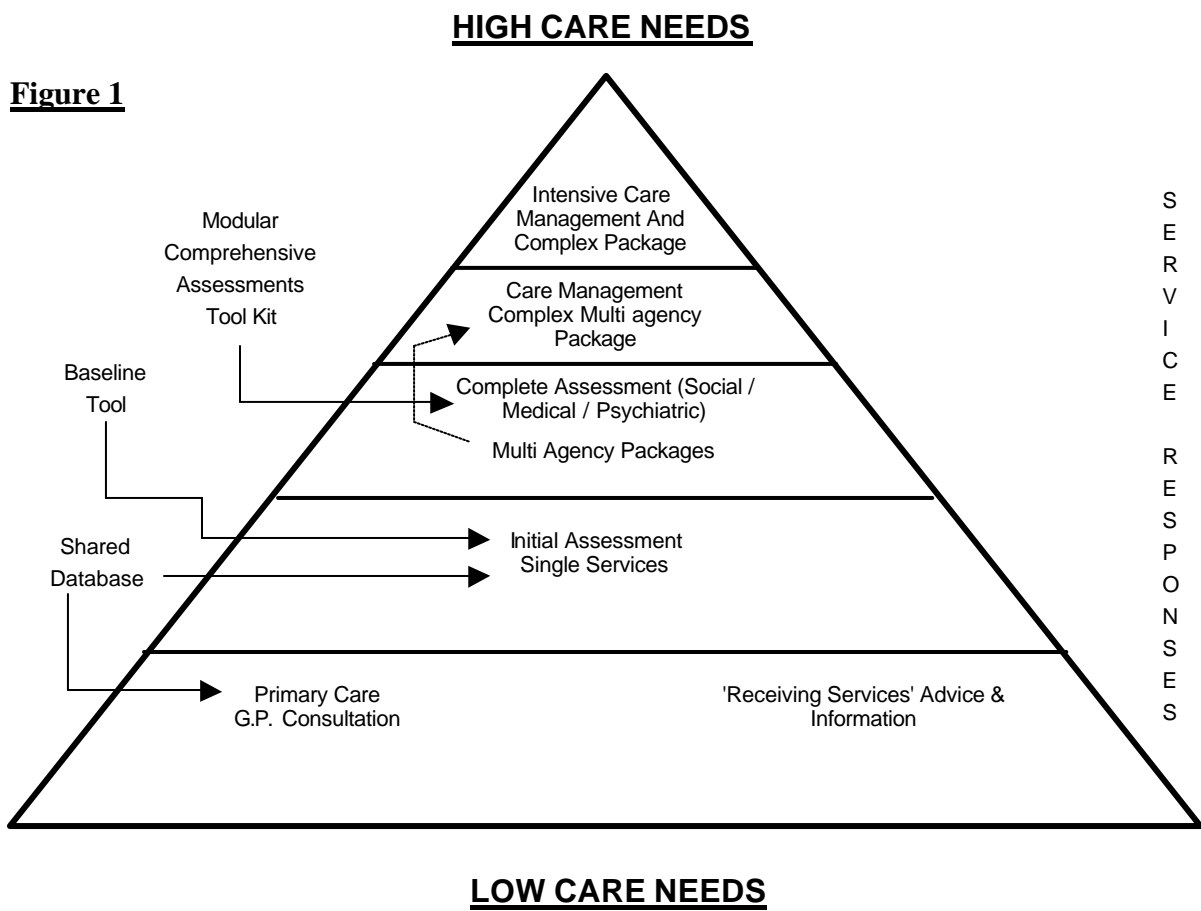 HIGH CARE NEEDS
Figure 1
Intensive Care
Management And
Complex Package
Modular
Comprehensive
Assessments
Tool Kit
Care Management
Complex Multi agency
Package
Baseline
Tool
Complete Assessment (Social /
Medical / Psychiatric)
Multi Agency Packages
Shared
Database
Initial Assessment
Single Services
Primary Care
G.P. Consultation
'Receiving Services' Advice &
Information
S
E
R
V
I
C
E
R
E
S
P
O
N
S
E
S
LOW CARE NEEDS